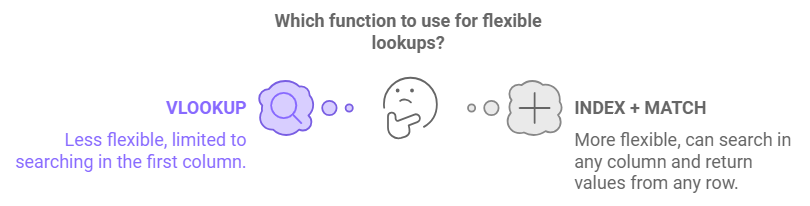 Which function to use for flexible
lookups?
VLOOKUP
Less flexible, limited to
searching in the first column.
INDEX + MATCH
More flexible, can search in
any column and return
values from any row.